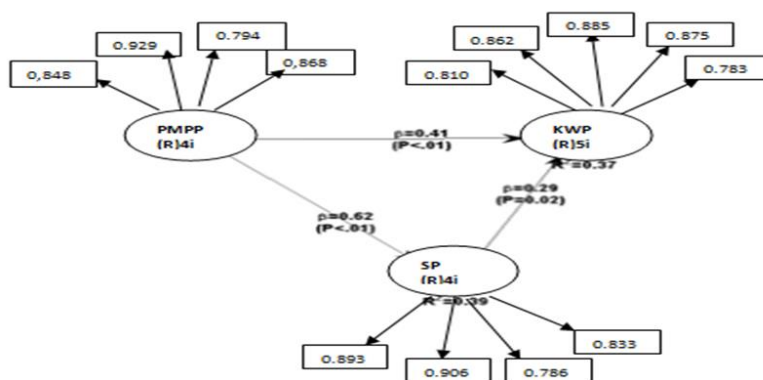 0,848
0.929
0.794
0,868
0.810
0.862
0.885
0.875
0.783
PMPP
(R)4i
KWP
(R)5i
R²=0.37
β=0.41
(P<.01)
β=0.62
(P<.01)
β=0.29
(P=0.02)
SP
(R)4i
R²=0.39
0.893
0.906
0.786
0.833